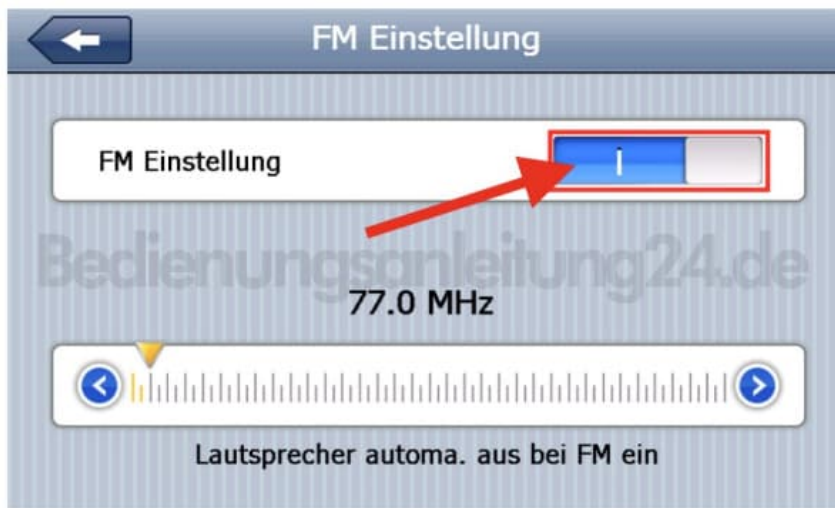 FM Einstellung
FM Einstellung
Bedienungsanleitung24.de
77.0 MHz
Lautsprecher automa. aus bei FM ein